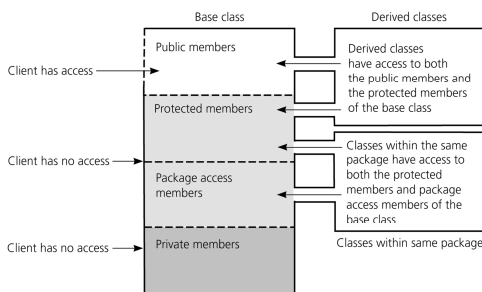 Base class
Derived classes
Public members
Client has access
Derived classes
have access to both
the public members and
the protected members
of the base class
Protected members
Client has no access
Classes within the same
package have access to
both the protected
members and package
access members of the
base class
Package access
members
Client has no access
Private members
Classes within same package